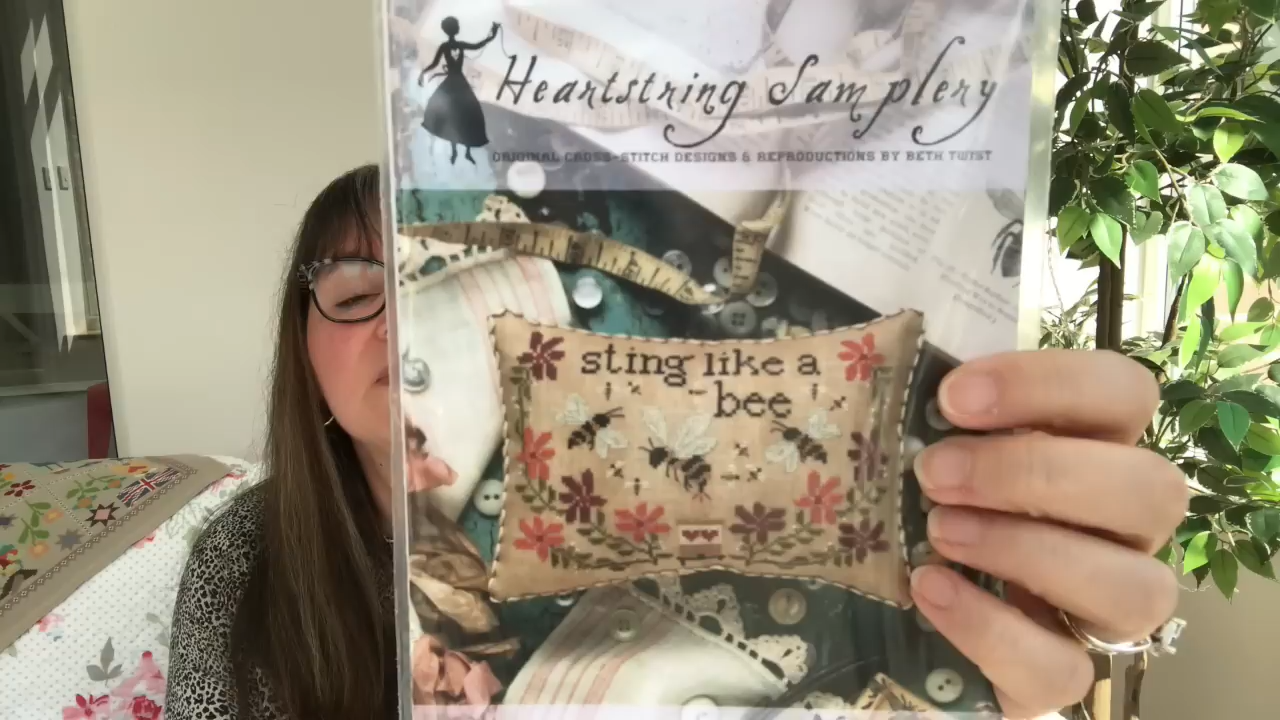 Heartstring Samplery
ORIGINAL CROSS-STITCH DESIGNS & REPRODUCTIONS BY BETH TWIST
sting like a
bee